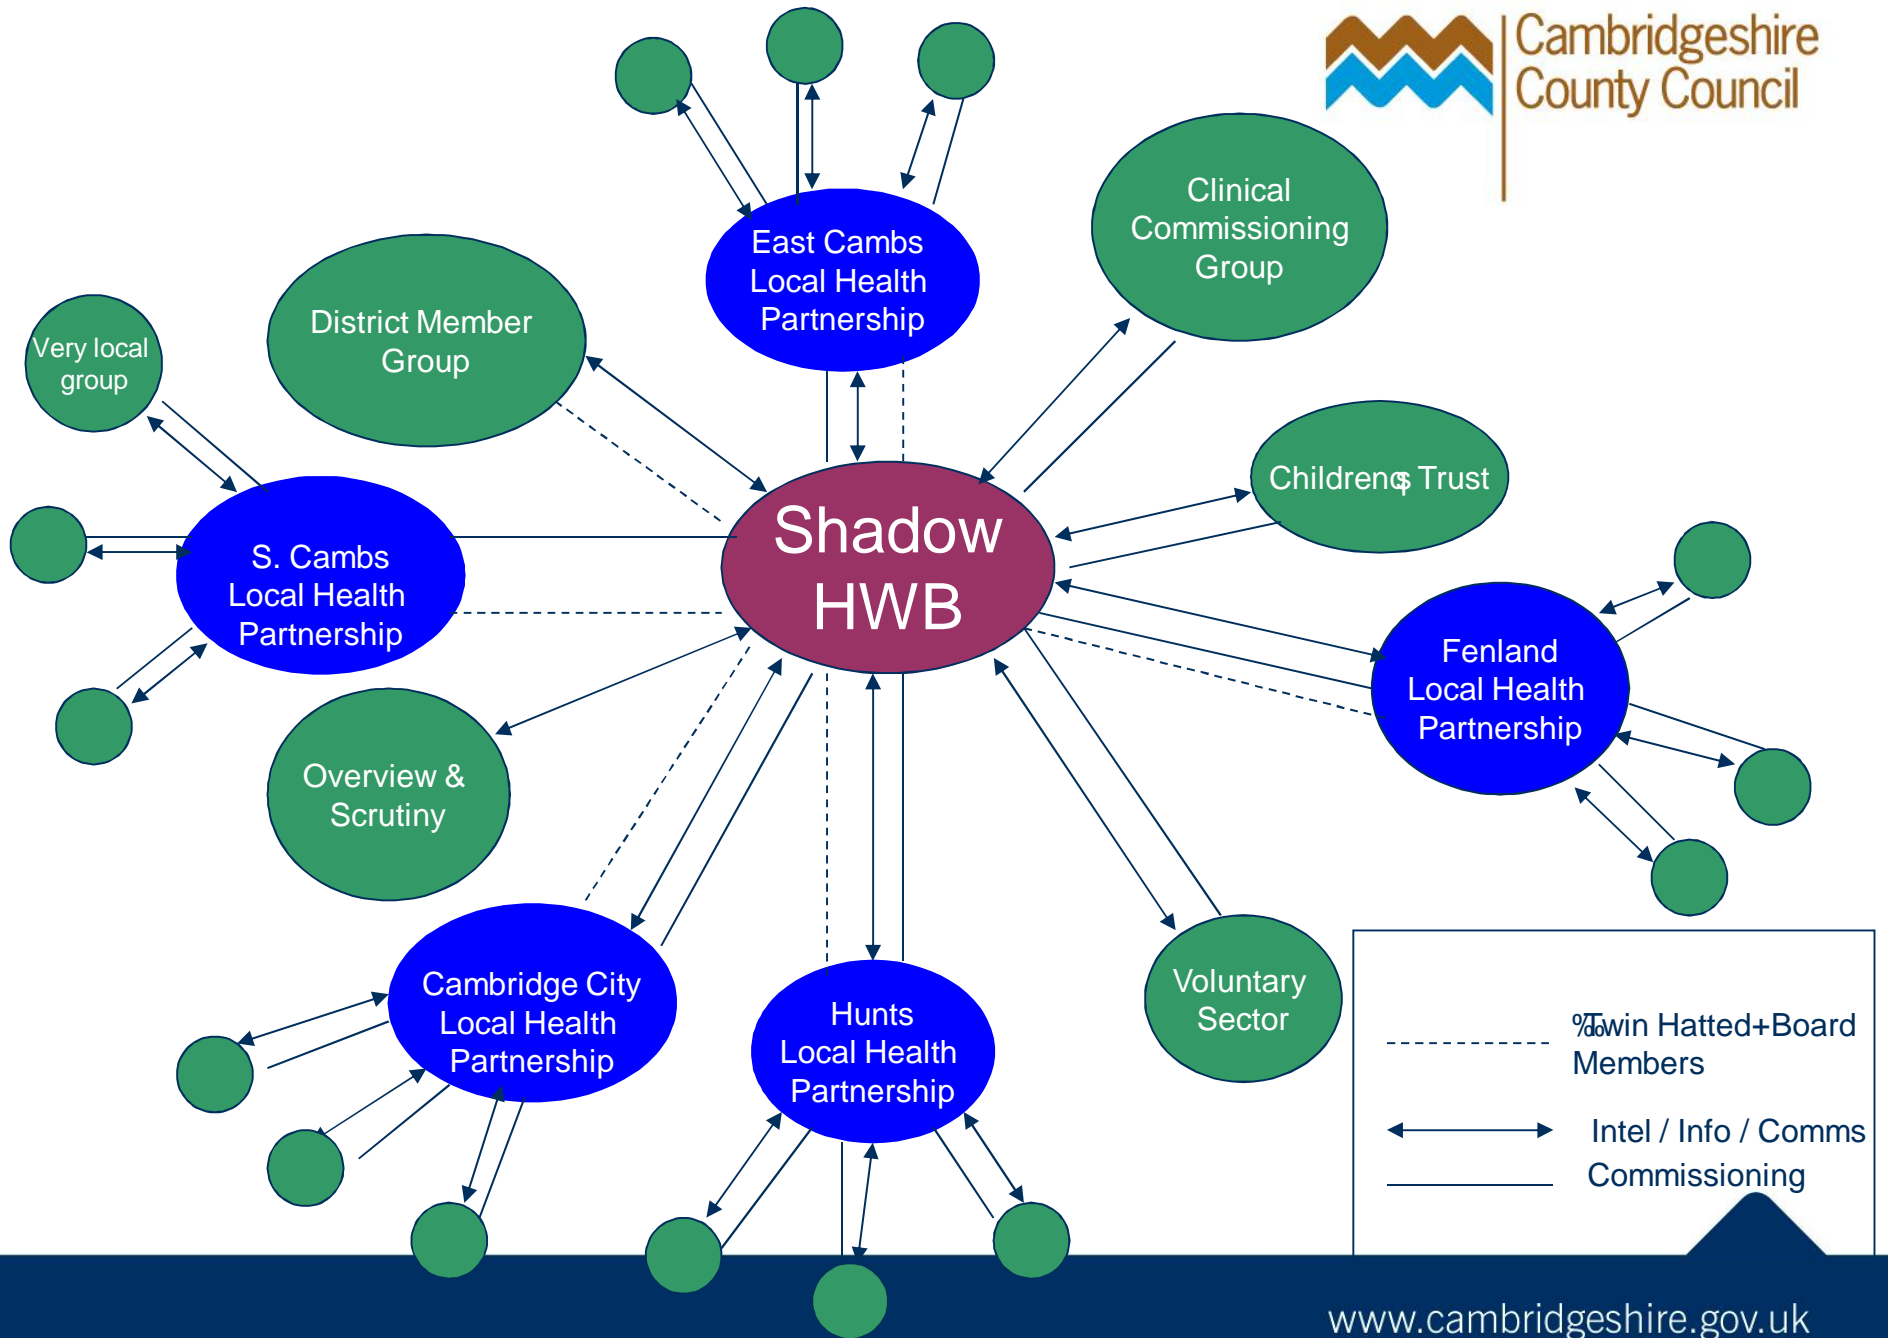 Cambridgeshire
County Council
Clinical
Commissioning
Group
East Cambs
Local Health
Partnership
District Member
Group
Very local
group
Childrenq̱s Trust
Shadow
HWB
S. Cambs
Local Health
Partnership
Fenland
Local Health
Partnership
Overview &
Scrutiny
Cambridge City
Local Health
Partnership
Hunts
Local Health
Partnership
Voluntary
Sector
‰Twin Hatted+Board
Members
Intel / Info / Comms
Commissioning
www.cambridgeshire.gov.uk